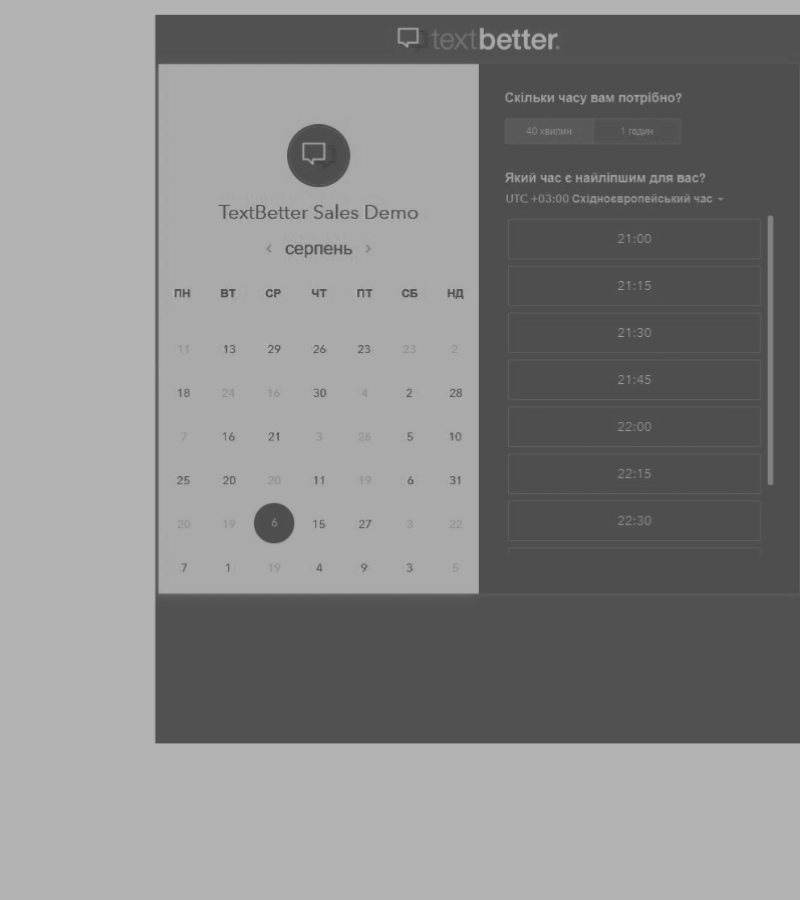 textbetter.
TextBetter Sales Demo
< серпень >
ПН ВТ СР ЧТ ПТ СБ НД
11 13 29 26 23 23 2
18 24 16 30 4 2 28
7 16 21 3 26 5 10
25 20 20 11 19 6 31
20 19 6 15 27 3 22
7 1 19 4 9 3 5
Скільки часу вам потрібно?
40 хвилин 1 годин
Який час є найліпшим для вас?
UTC +03:00 Східноєвропейський час
21:00
21:15
21:30
21:45
22:00
22:15
22:30